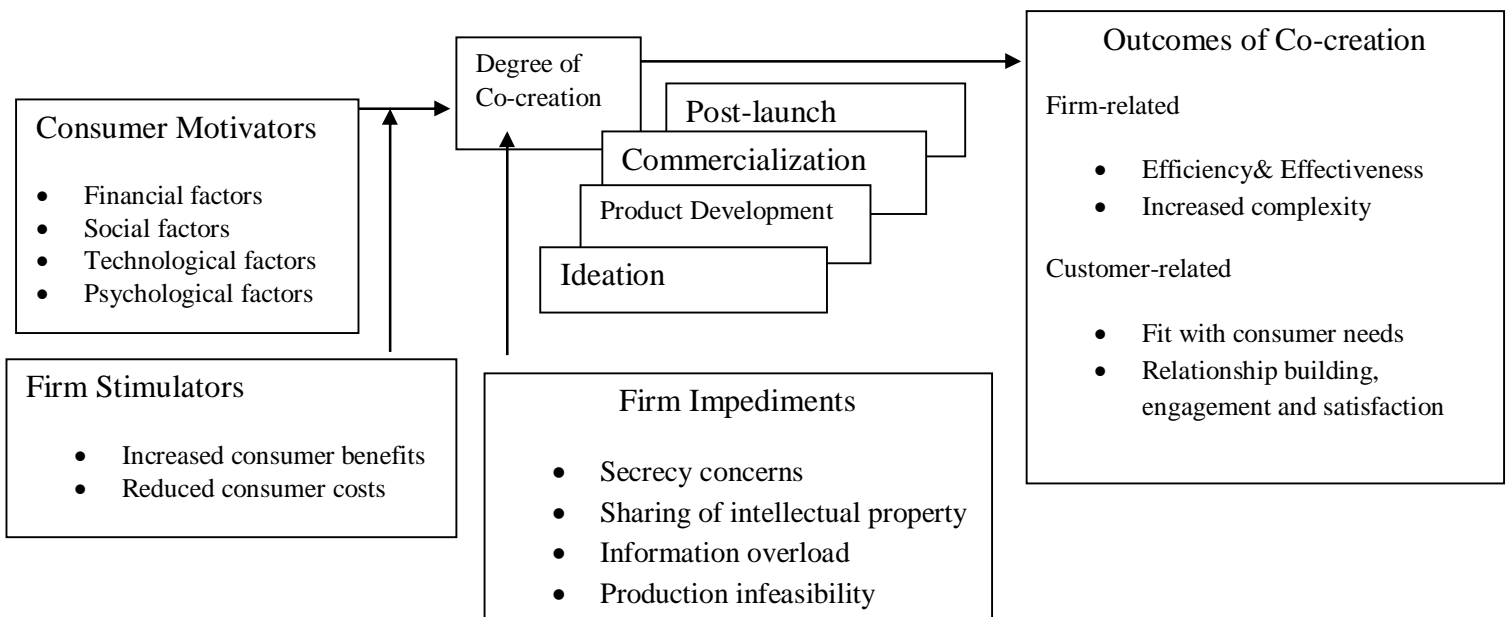 Consumer Motivators
• Financial factors
• Social factors
• Technological factors
• Psychological factors
Firm Stimulators
• Increased consumer benefits
• Reduced consumer costs
Degree of
Co-creation
Post-launch
Commercialization
Product Development
Ideation
Firm Impediments
• Secrecy concerns
• Sharing of intellectual property
• Information overload
• Production infeasibility
Outcomes of Co-creation
Firm-related
• Efficiency& Effectiveness
• Increased complexity
Customer-related
• Fit with consumer needs
• Relationship building,
engagement and satisfaction